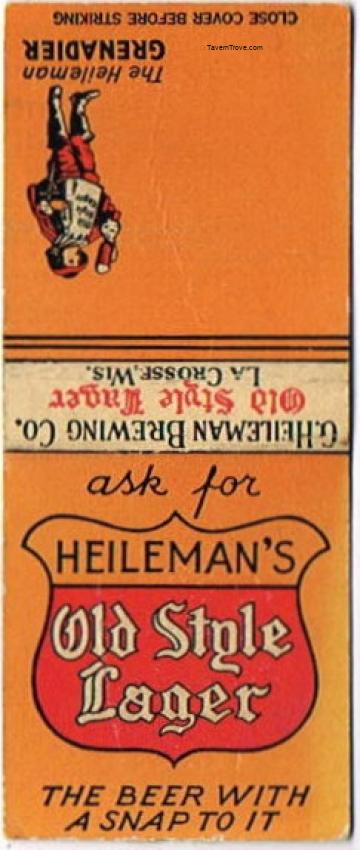 CLOSE COVER BEFORE STRIKING
TavernTrove.com
The Heileman
GRENADIER
G. HEILEMAN BREWING CO.
Old Style Lager
LA CROSSE, WIS.
ask for
HEILEMAN'S
Old Style
Lager
THE BEER WITH
A SNAP TO IT